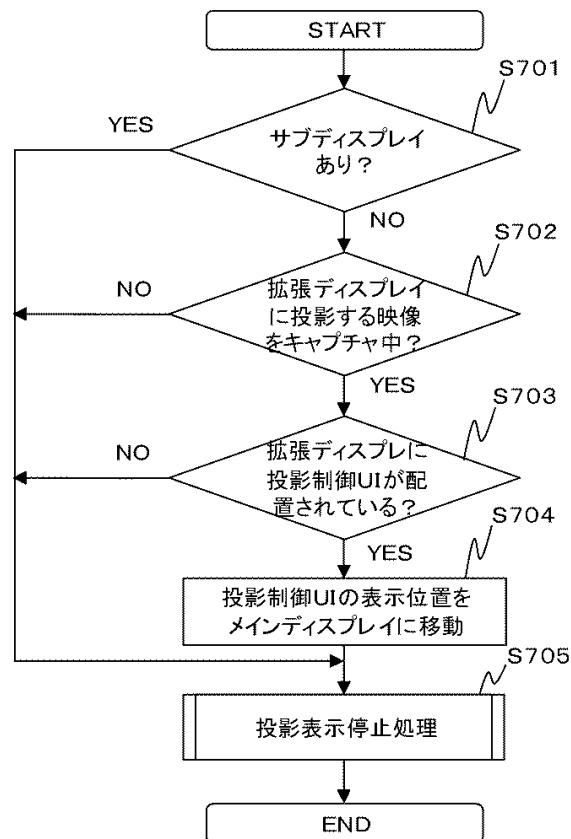 START
S701
サブディスプレイ
あり?
YES
NO
S702
拡張ディスプレイ
に投影する映像
をキャプチャ中?
NO
YES
S703
拡張ディスプレに
投影制御UIが配
置されている?
NO
YES
S704
投影制御UIの表示位置を
メインディスプレイに移動
S705
投影表示停止処理
END